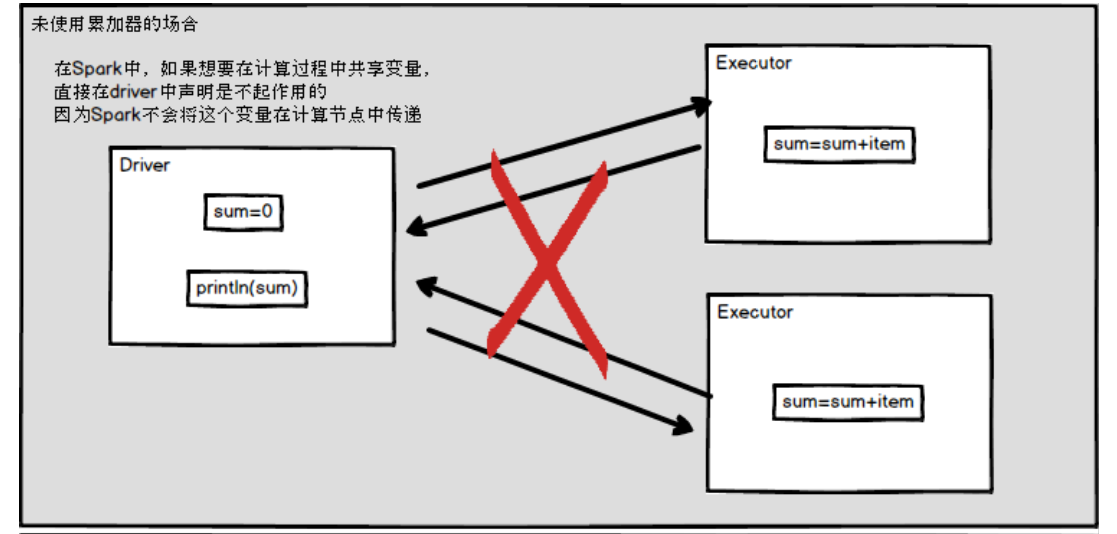 未使用累加器的场合
在Spark中，如果想要在计算过程中共享变量，
直接在driver中声明是不起作用的
因为Spark不会将这个变量在计算节点中传递
Driver
sum=0
println(sum)
Executor
sum=sum+item
Executor
sum=sum+item